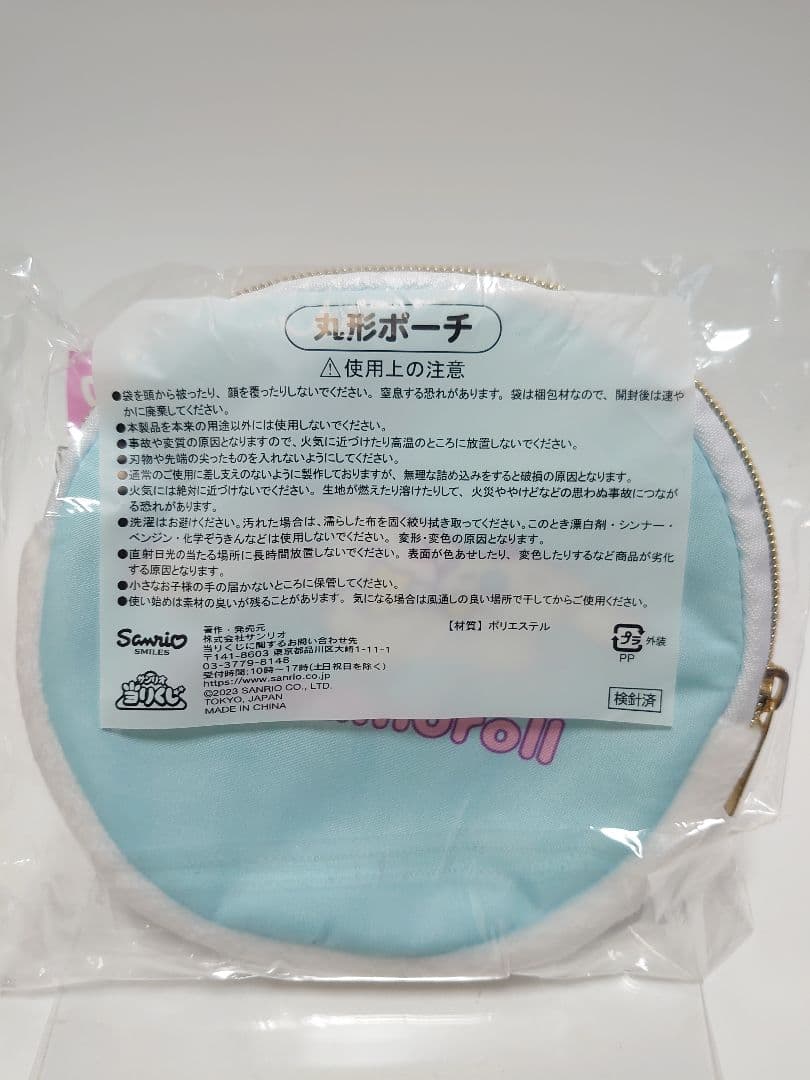 丸形ポーチ
⚠使用上の注意
●袋を頭から被ったり、顔を覆ったりしないでください。窒息する恐れがあります。袋は梱包材なので、開封後は速や
かに廃棄してください。
●本製品を本来の用途以外には使用しないでください。
●事故や変質の原因となりますので、火気に近づけたり高温のところに放置しないでください。
●刃物や先端の尖ったものを入れないようにしてください。
●通常のご使用に差し支えのないように製作しておりますが、無理な詰め込みをすると破損の原因となります。
●火気には絶対に近づけないでください。生地が燃えたり溶けたりして、火災ややけどなどの思わぬ事故につなが
る恐れがあります。
●洗濯はお避けください。汚れた場合は、濡らした布を固く絞り拭き取ってください。このとき漂白剤・シンナー・
ベンジン・化学ぞうきんなどは使用しないでください。変形・変色の原因となります。
●直射日光の当たる場所に長時間放置しないでください。表面が色あせしたり、変色したりするなど商品が劣化
する原因となります。
●小さなお子様の手の届かないところに保管してください。
●使い始めは素材の臭いが残ることがあります。気になる場合は風通しの良い場所で干してからご使用ください。
【材質】ポリエステル
Sanrio
SMILES
サンリオ
当りくじ
著作・発売元
株式会社サンリオ
当りくじに関するお問い合わせ先
〒141-8603 東京都品川区大崎1-11-1
03-3779-8148
受付時間:10時~17時(土日祝日を除く)
https://www.sanrio.co.jp
©2023 SANRIO CO., LTD.
TOKYO, JAPAN
MADE IN CHINA
プラ 外装
PP
検針済
moroll